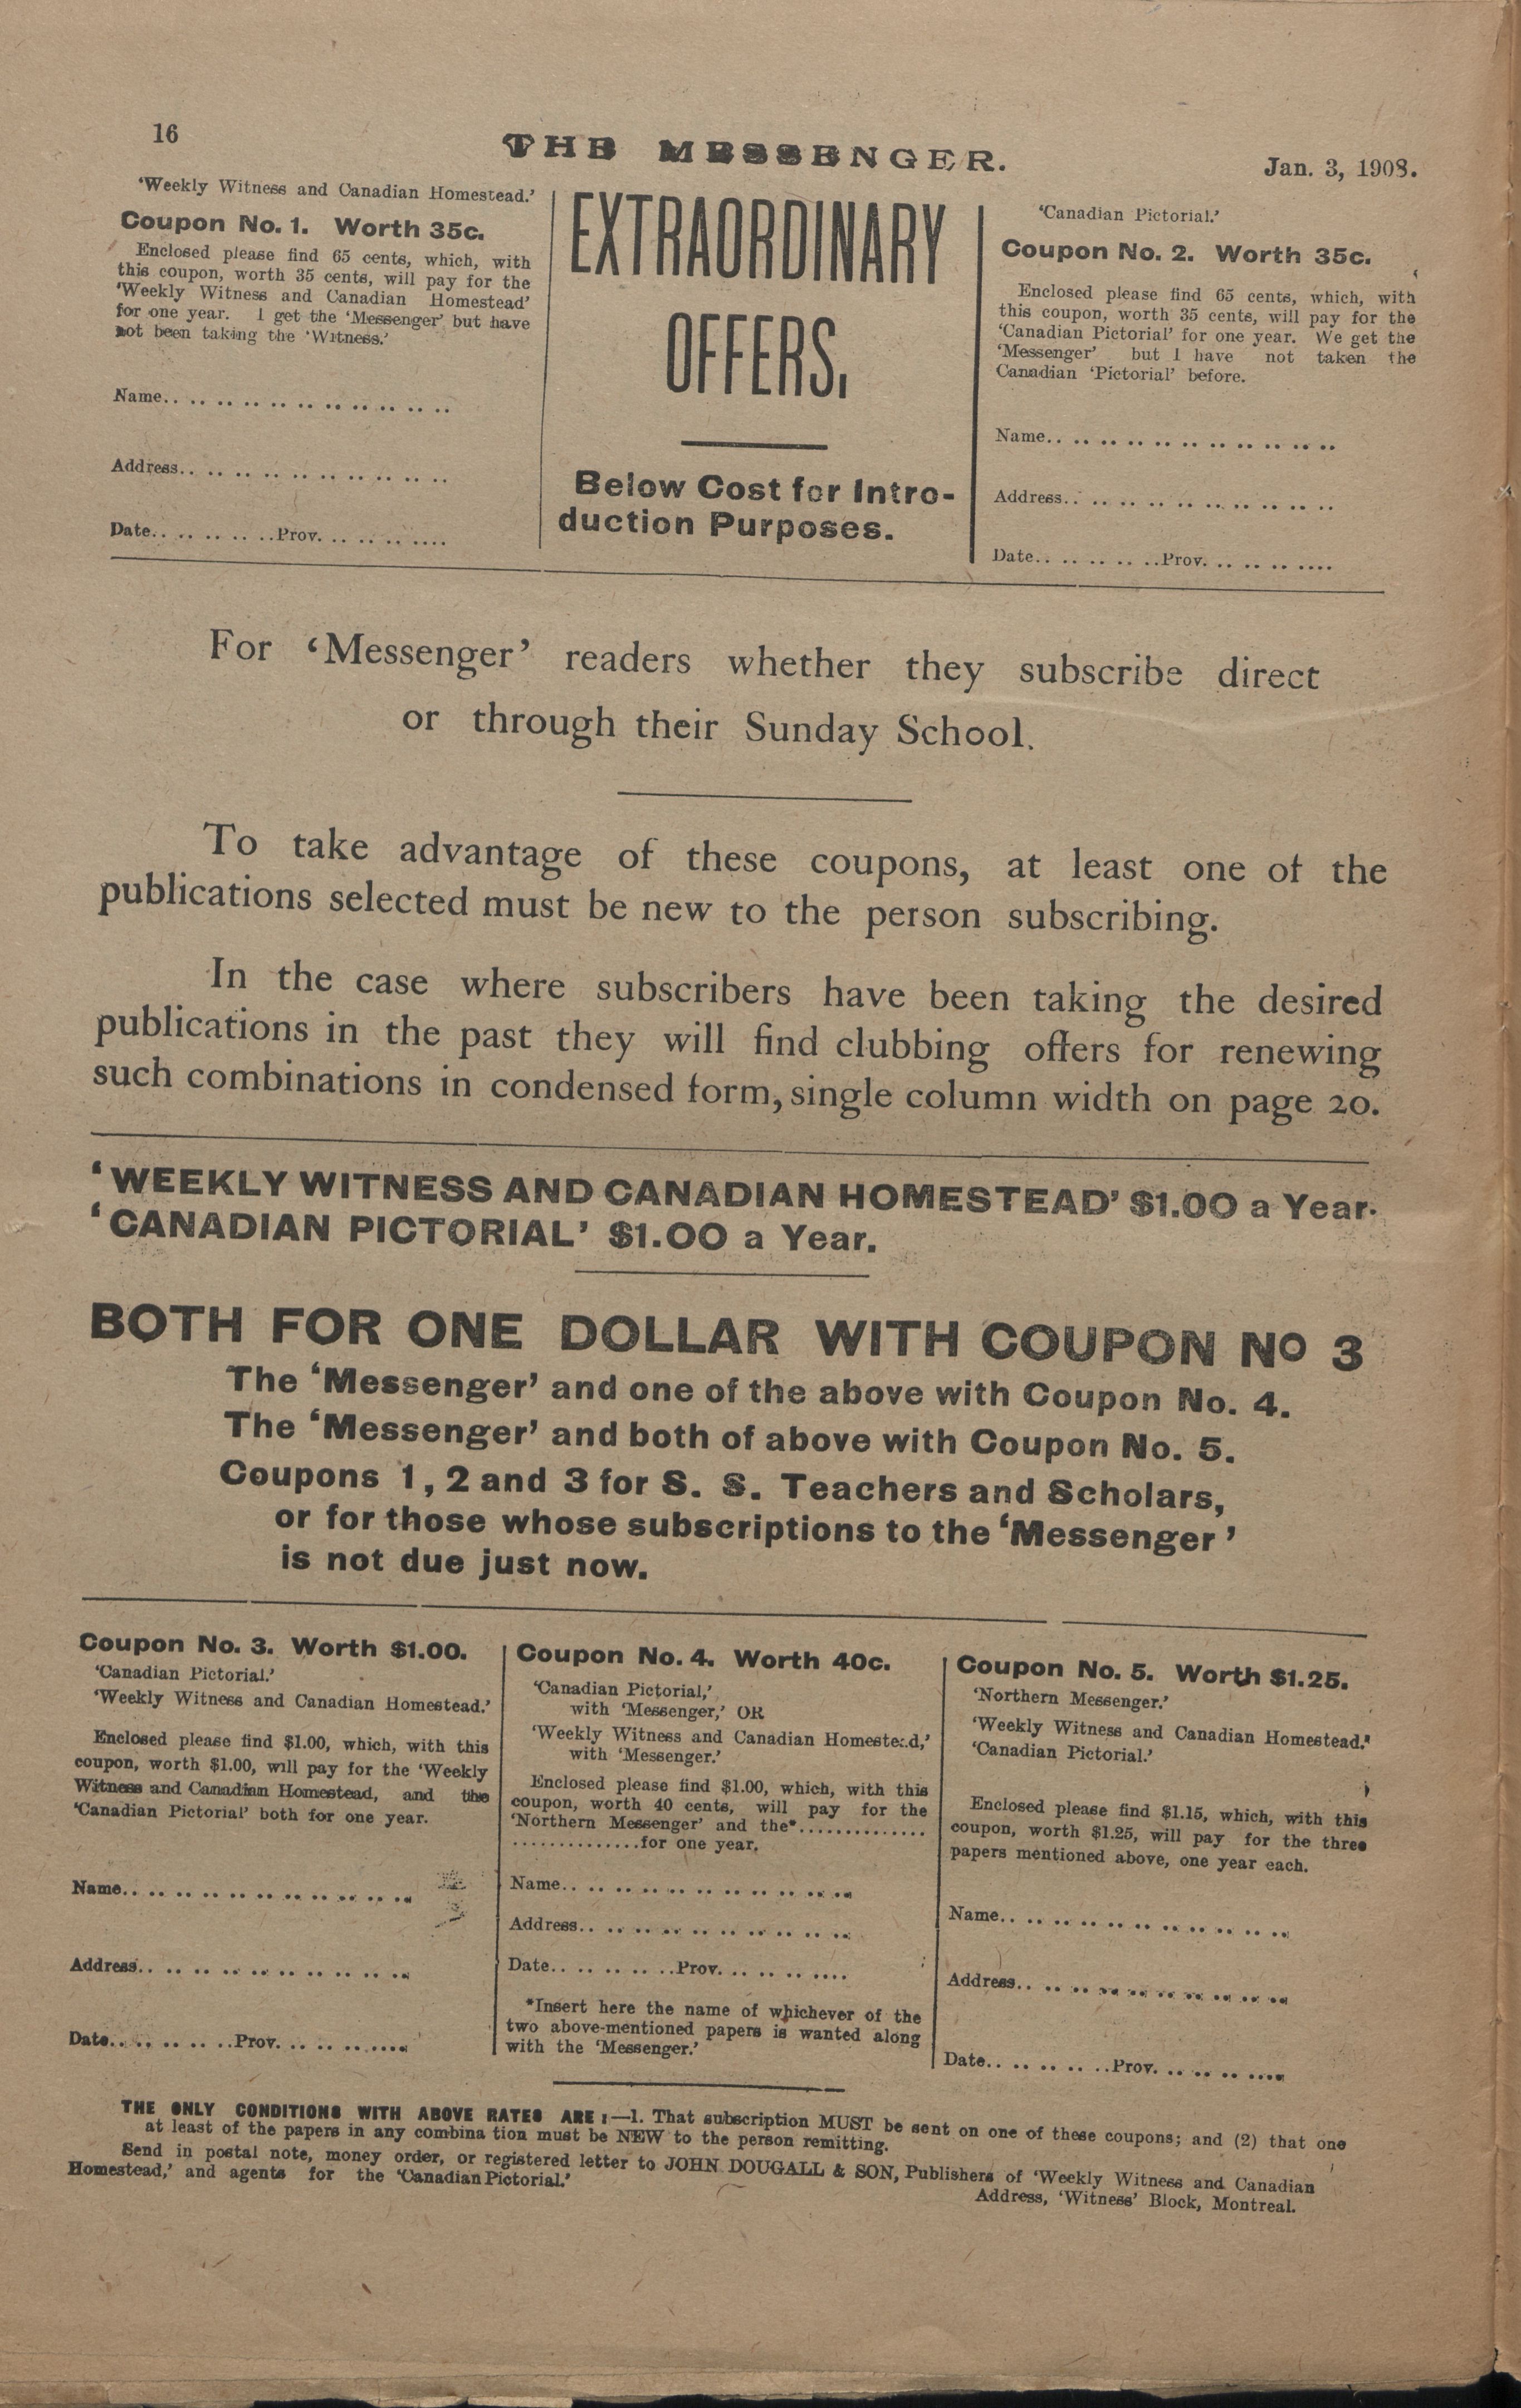 16
THE MESSENGER.
Jan. 3, 1908.
'Weekly Witness and Canadian Homestead.'
Coupon No. 1. Worth 35c.
Enclosed please find 65 cents, which, with
this coupon, worth 35 cents, will pay for the
'Weekly Witness and Canadian Homestead'
for one year. I get the 'Messenger' but have
not been taking the 'Witness.'
Name.. .. .. .. .. .. .. .. .. .. ..
Address.. .. .. .. .. .. .. .. .. .. ..
Date.. .. .. .. ..Prov. .. .. .. ....
EXTRAORDINARY
OFFERS.
Below Cost for Intro-
duction Purposes.
'Canadian Pictorial.'
Coupon No. 2. Worth 35c.
Enclosed please find 65 cents, which, with
this coupon, worth 35 cents, will pay for the
'Canadian Pictorial' for one year. We get the
'Messenger' but I have not taken the
Canadian 'Pictorial' before.
Name.. .. .. .. .. .. .. .. .. .. ..
Address.. .. .. .. .. .. .. .. .. .. ..
Date.. .. .. .. ..Prov. .. .. .. ....
For 'Messenger' readers whether they subscribe direct
or through their Sunday School.
To take advantage of these coupons, at least one of the
publications selected must be new to the person subscribing.
In the case where subscribers have been taking the desired
publications in the past they will find clubbing offers for renewing
such combinations in condensed form, single column width on page 20.
'WEEKLY WITNESS AND CANADIAN HOMESTEAD' $1.00 a Year.
'CANADIAN PICTORIAL' $1.00 a Year.
BOTH FOR ONE DOLLAR WITH COUPON No 3
The 'Messenger' and one of the above with Coupon No. 4.
The 'Messenger' and both of above with Coupon No. 5.
Coupons 1, 2 and 3 for S. S. Teachers and Scholars,
or for those whose subscriptions to the 'Messenger'
is not due just now.
Coupon No. 3. Worth $1.00.
'Canadian Pictorial.'
'Weekly Witness and Canadian Homestead.'
Enclosed please find $1.00, which, with this
coupon, worth $1.00, will pay for the 'Weekly
Witness and Canadian Homestead, and the
'Canadian Pictorial' both for one year.
Name.. .. .. .. .. .. .. .. .. .. ..
Address.. .. .. .. .. .. .. .. .. ..
Date.. .. .. .. ..Prov. .. .. .. ....
Coupon No. 4. Worth 40c.
'Canadian Pictorial,'
with 'Messenger,' OR
'Weekly Witness and Canadian Homestead,'
with 'Messenger.'
Enclosed please find $1.00, which, with this
coupon, worth 40 cents, will pay for the
'Northern Messenger' and the*..............
..............for one year.
Name.. .. .. .. .. .. .. .. .. .. ..
Address.. .. .. .. .. .. .. .. .. ..
Date.. .. .. .. ..Prov. .. .. .. ....
*Insert here the name of whichever of the
two above-mentioned papers is wanted along
with the 'Messenger.'
Coupon No. 5. Worth $1.25.
'Northern Messenger.'
'Weekly Witness and Canadian Homestead.'
'Canadian Pictorial.'
Enclosed please find $1.15, which, with this
coupon, worth $1.25, will pay for the three
papers mentioned above, one year each.
Name.. .. .. .. .. .. .. .. .. .. ..
Address.. .. .. .. .. .. .. .. .. ..
Date.. .. .. .. ..Prov. .. .. .. ....
THE ONLY CONDITIONS WITH ABOVE RATES ARE:—1. That subscription MUST be sent on one of these coupons; and (2) that one
at least of the papers in any combina tion must be NEW to the person remitting.
Send in postal note, money order, or registered letter to JOHN DOUGALL & SON, Publishers of 'Weekly Witness and Canadian
Homestead,' and agents for the 'Canadian Pictorial.'
Address, 'Witness' Block, Montreal.